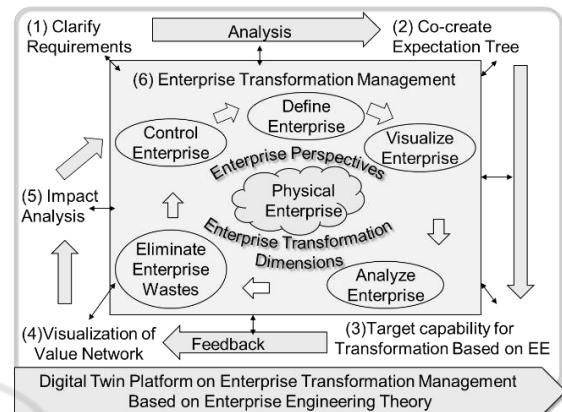 (1) Clarify
Requirements
Analysis
(2) Co-create
Expectation Tree
(6) Enterprise Transformation Management
Define
Enterprise
Control
Enterprise
Visualize
Enterprise
Enterprise Perspectives
Physical
Enterprise
(5) Impact
Analysis
Enterprise Transformation
Dimensions
Eliminate
Enterprise
Wastes
Analyze
Enterprise
(4)Visualization of
Value Network
Feedback
(3)Target capability for
Transformation Based on EE
Digital Twin Platform on Enterprise Transformation Management
Based on Enterprise Engineering Theory